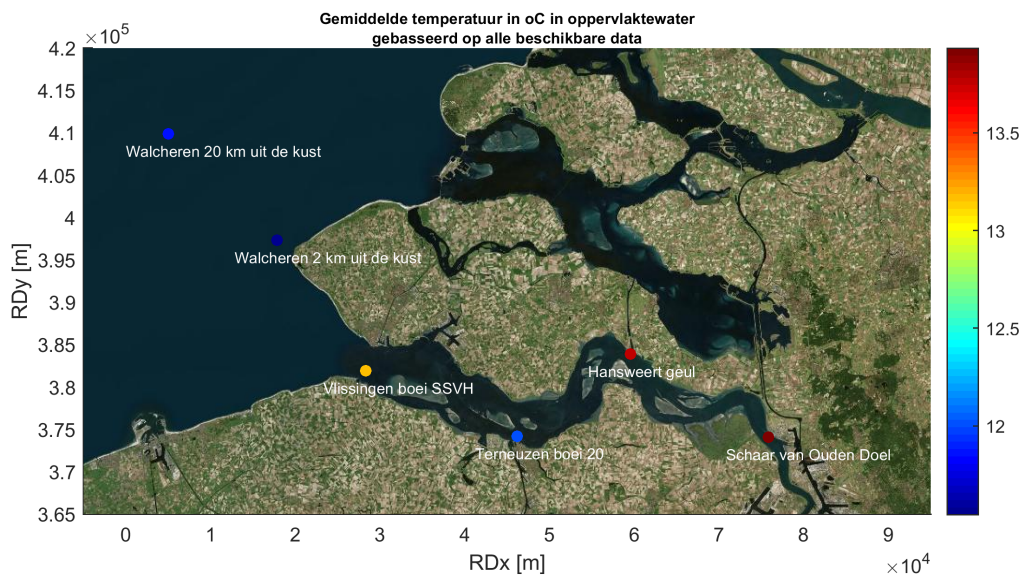 Gemiddelde temperatuur in oC in oppervlaktewater
gebasseerd op alle beschikbare data
×10⁵
4.2
4.15
4.1
4.05
4
3.95
3.9
3.85
3.8
3.75
3.7
3.65
RDy [m]
Walcheren 20 km uit de kust
Walcheren 2 km uit de kust
Vlissingen boei SSVH
Hansweert geul
Terneuzen boei 20
Schaar van Ouden Doel
0 1 2 3 4 5 6 7 8 9
RDx [m]
×10⁴
13.5
13
12.5
12